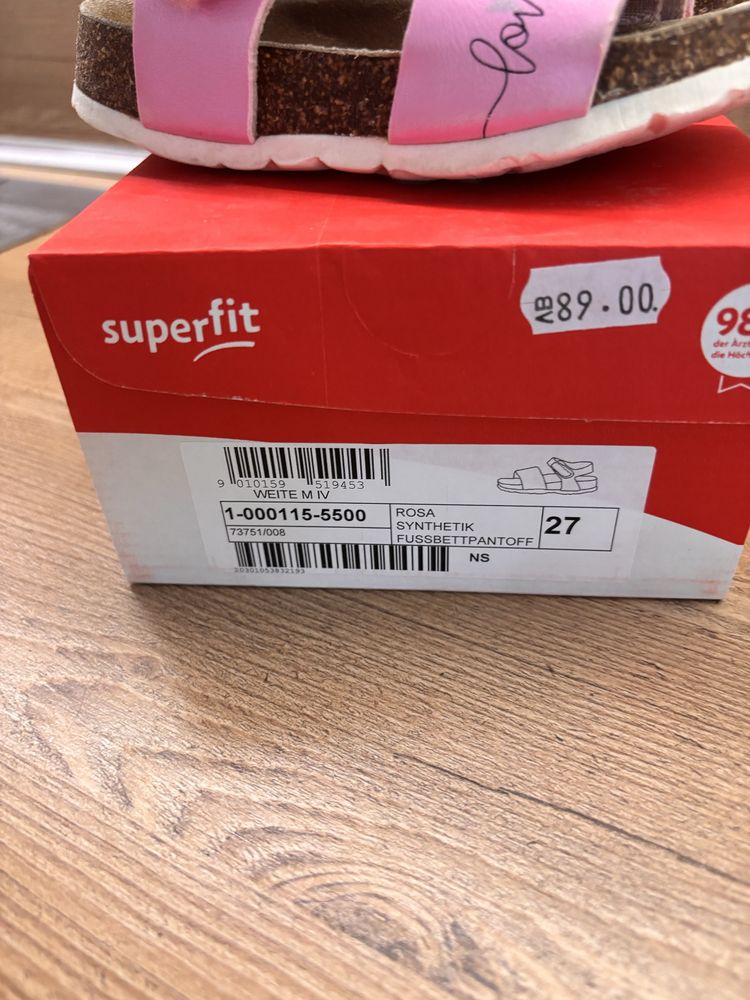 superfit
AB 89.00.
98
der Ärzt
die Höch
9 010159 519453
WEITE M IV
1-000115-5500
73751/008
ROSA
SYNTHETIK
FUSSBETTPANTOFF
27
NS
20301053832193